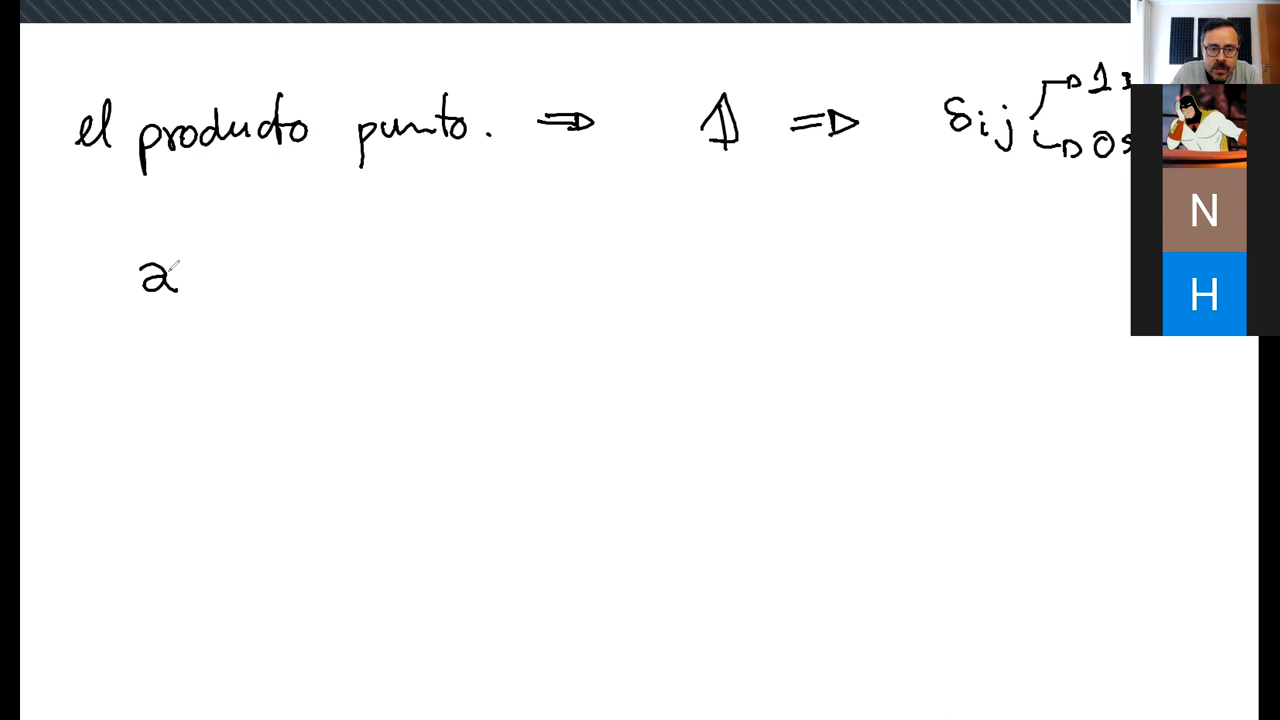 el producto punto. ⇒ 𝟙 ⇒ δij → 1 → 0
a
N
H